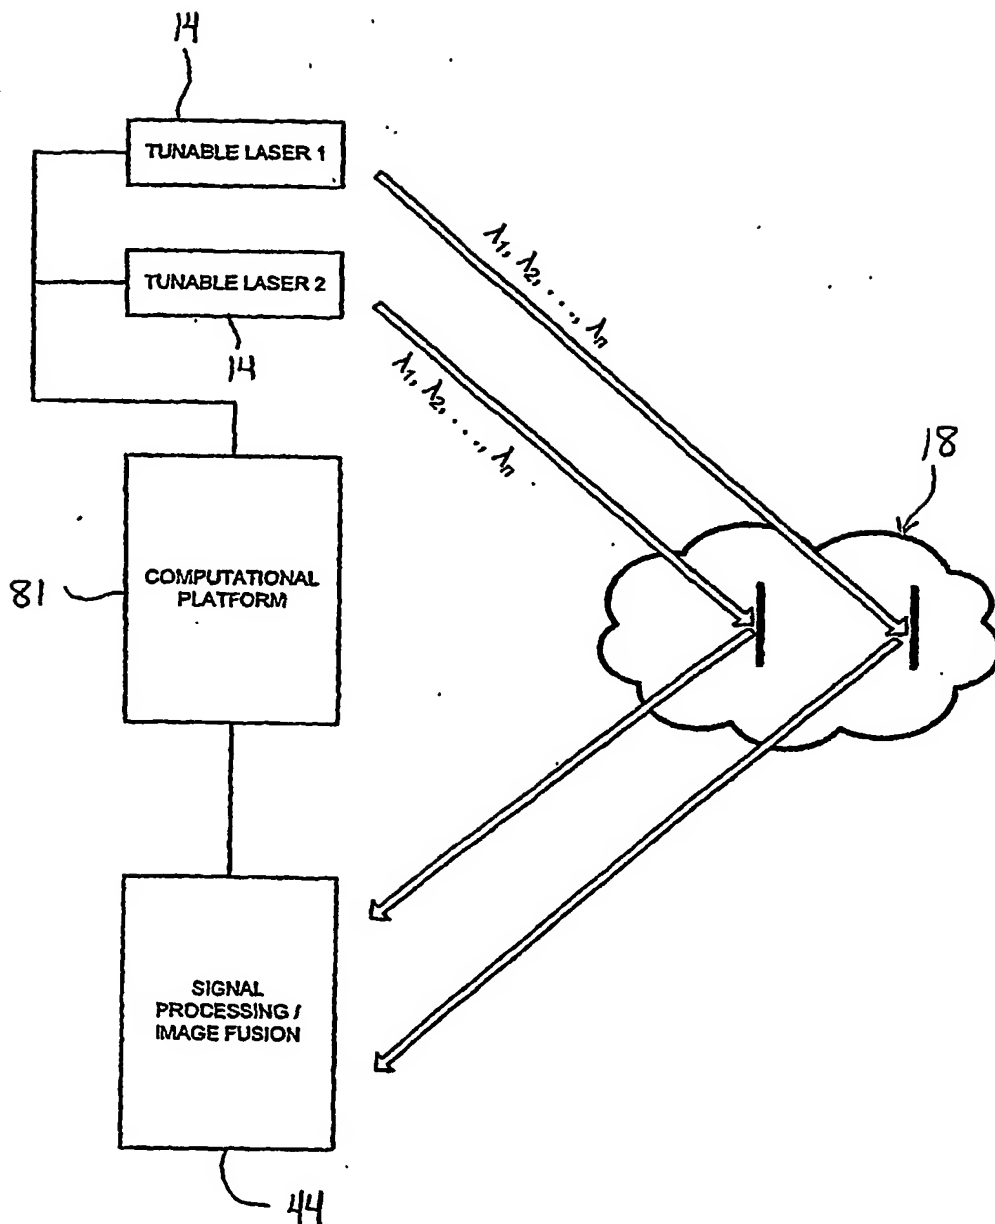 14
TUNABLE LASER 1
λ₁, λ₂, . . ., λₙ
TUNABLE LASER 2
14
λ₁, λ₂, . . ., λₙ
18
COMPUTATIONAL
PLATFORM
81
SIGNAL
PROCESSING /
IMAGE FUSION
44